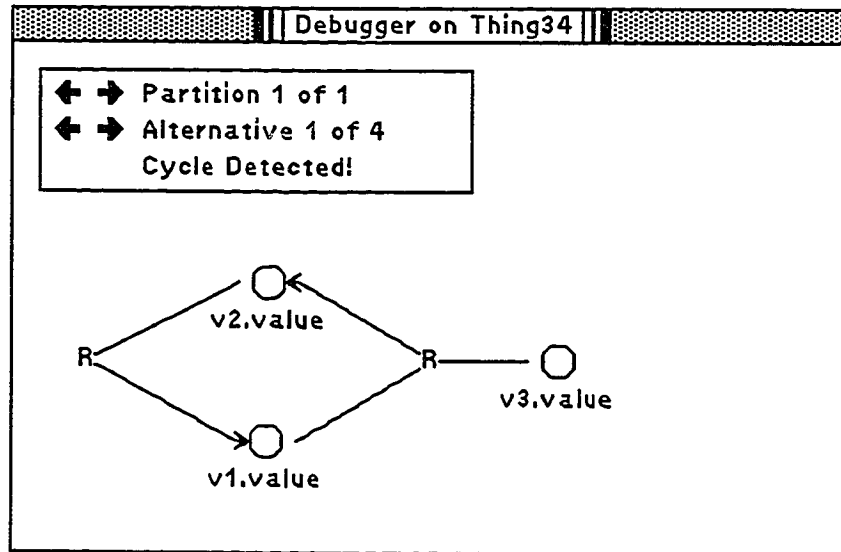 Debugger on Thing34
Partition 1 of 1
Alternative 1 of 4
Cycle Detected!
v2.value
R
R
v3.value
v1.value